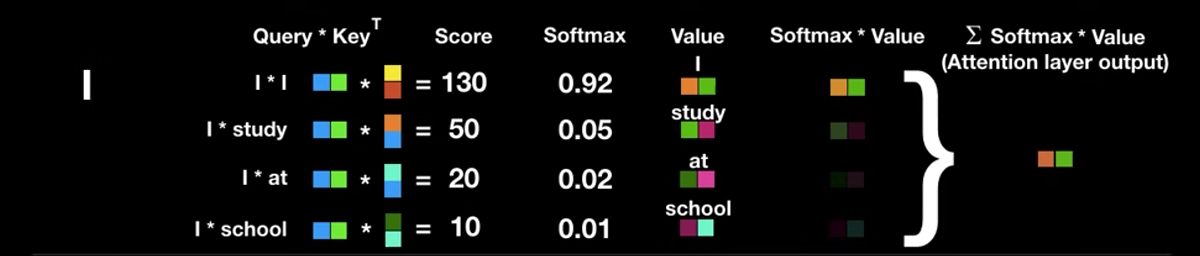 Query * Key^T Score Softmax Value Softmax * Value Σ Softmax * Value
(Attention layer output)
I
I * I * = 130 0.92 I
I * study * = 50 0.05 study
I * at * = 20 0.02 at
I * school * = 10 0.01 school